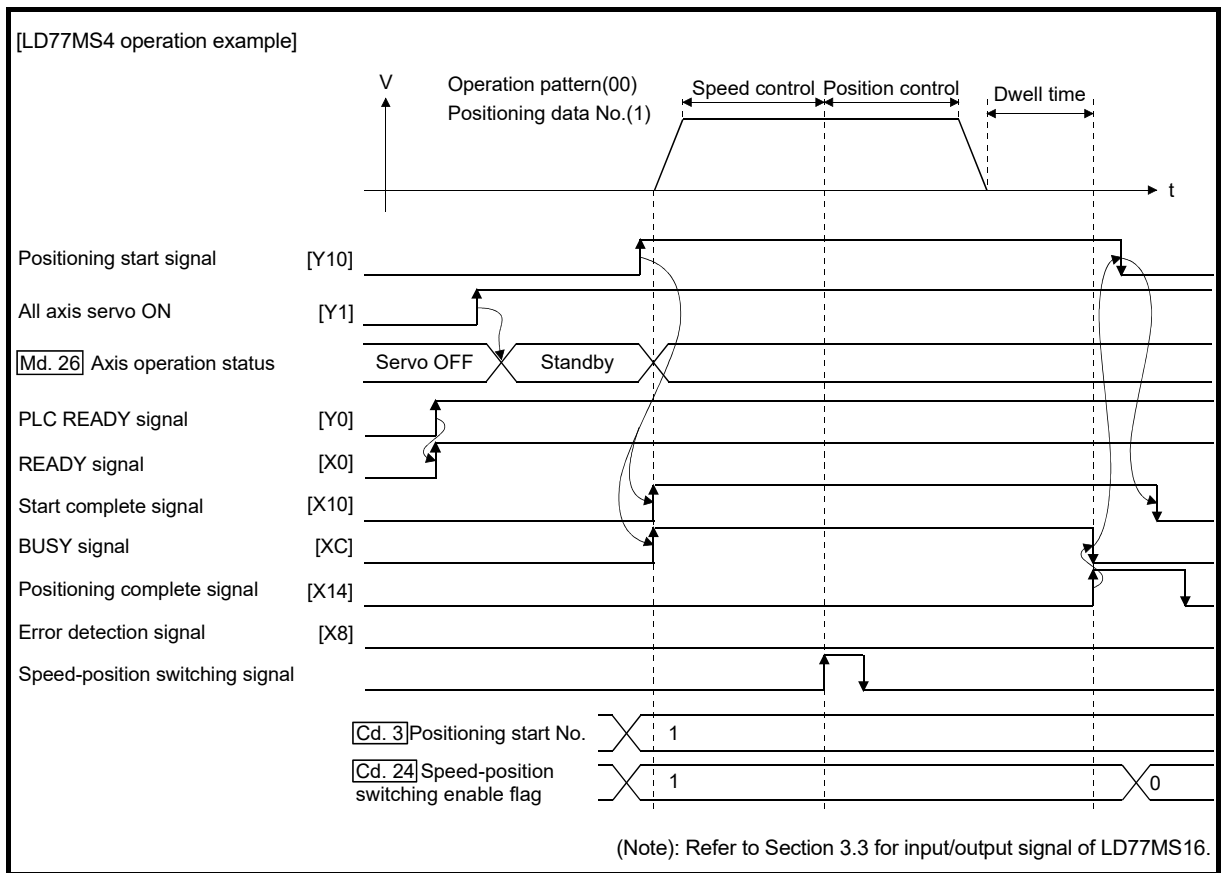 [LD77MS4 operation example]
V
Operation pattern(00)
Positioning data No.(1)
Speed control Position control
Dwell time
t
Positioning start signal [Y10]
All axis servo ON [Y1]
Md. 26 Axis operation status Servo OFF Standby
PLC READY signal [Y0]
READY signal [X0]
Start complete signal [X10]
BUSY signal [XC]
Positioning complete signal [X14]
Error detection signal [X8]
Speed-position switching signal
Cd. 3 Positioning start No. 1
Cd. 24 Speed-position
switching enable flag 1 0
(Note): Refer to Section 3.3 for input/output signal of LD77MS16.